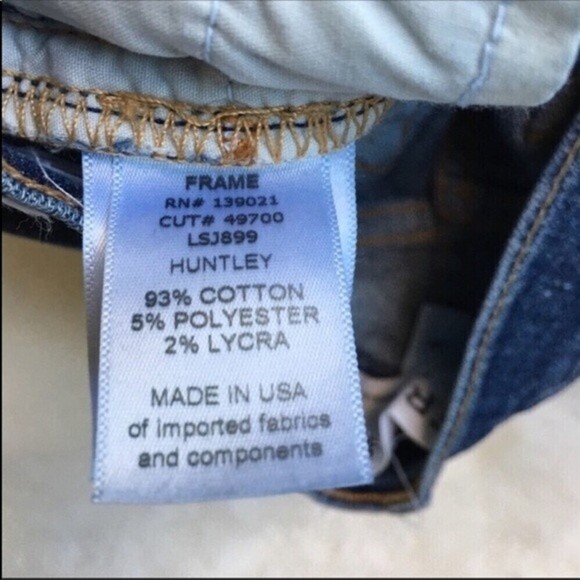 FRAME
RN# 139021
CUT# 49700
LSJ899
HUNTLEY
93% COTTON
5% POLYESTER
2% LYCRA
MADE IN USA
of imported fabrics
and components